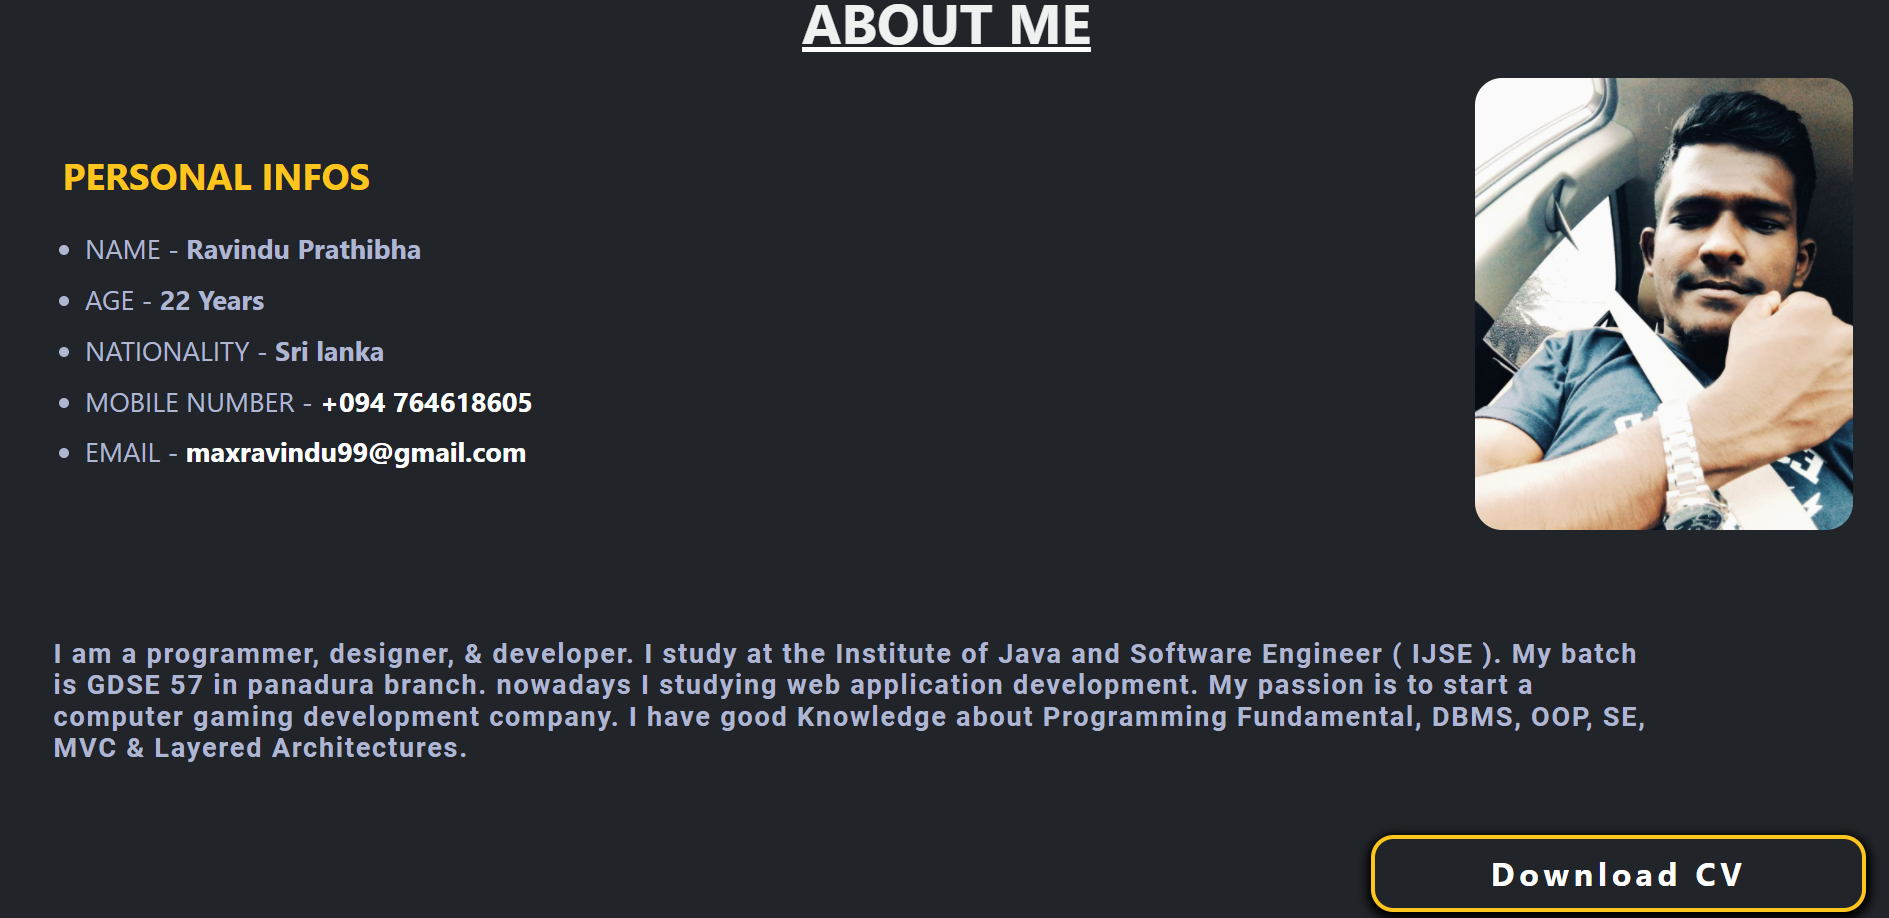 ABOUT ME
PERSONAL INFOS
• NAME - Ravindu Prathibha
• AGE - 22 Years
• NATIONALITY - Sri lanka
• MOBILE NUMBER - +094 764618605
• EMAIL - maxravindu99@gmail.com
I am a programmer, designer, & developer. I study at the Institute of Java and Software Engineer ( IJSE ). My batch
is GDSE 57 in panadura branch. nowadays I studying web application development. My passion is to start a
computer gaming development company. I have good Knowledge about Programming Fundamental, DBMS, OOP, SE,
MVC & Layered Architectures.
Download CV